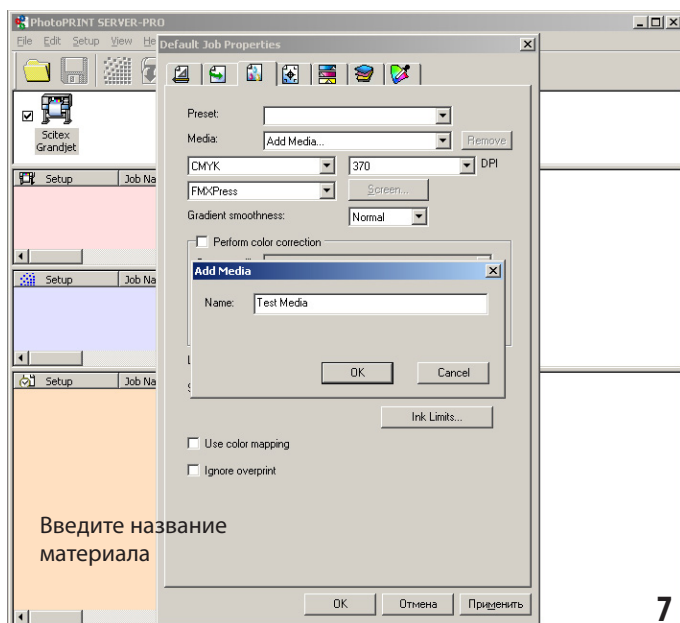 PhotoPRINT SERVER-PRO
File Edit Setup View He
Default Job Properties
Scitex
Grandjet
Preset:
Media: Add Media... Remove
CMYK 370 DPI
FMXPress Screen...
Gradient smoothness: Normal
Perform color correction
Setup Job Na
Add Media
Name: Test Media
OK Cancel
Setup Job Na
Setup Job Na
Ink Limits...
Use color mapping
Ignore overprint
Введите название
материала
OK Отмена Применить
7